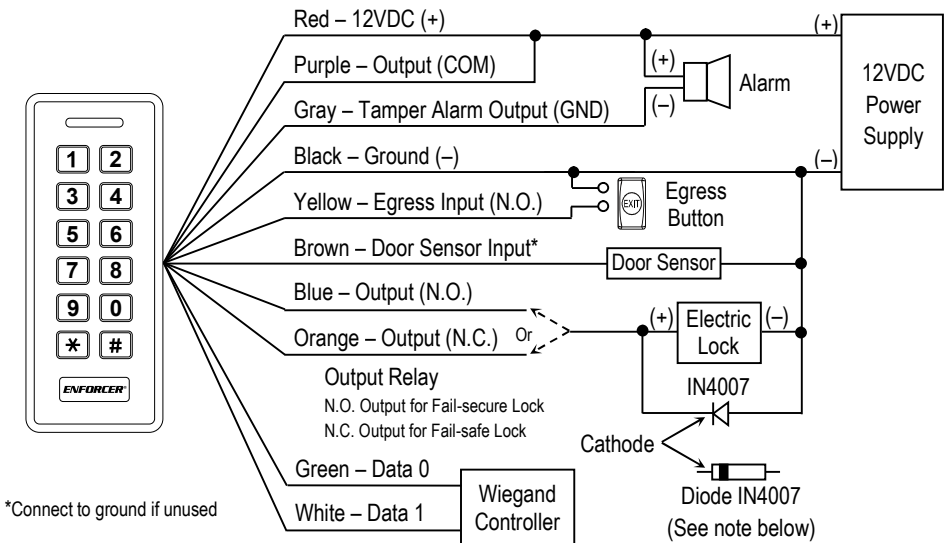 Red – 12VDC (+)
Purple – Output (COM)
Gray – Tamper Alarm Output (GND)
Black – Ground (–)
Yellow – Egress Input (N.O.)
Brown – Door Sensor Input*
Blue – Output (N.O.)
Orange – Output (N.C.)
Or
Output Relay
N.O. Output for Fail-secure Lock
N.C. Output for Fail-safe Lock
Green – Data 0
White – Data 1
Wiegand
Controller
1 2
3 4
5 6
7 8
9 0
* #
ENFORCER®
*Connect to ground if unused
(+)
(–)
Alarm
(+)
(–)
12VDC
Power
Supply
EXIT
Egress
Button
Door Sensor
(+)
Electric
Lock
(–)
IN4007
Cathode
Diode IN4007
(See note below)